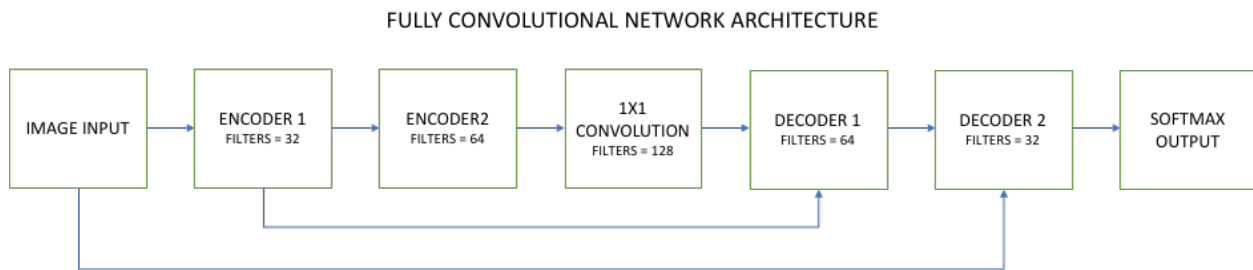 FULLY CONVOLUTIONAL NETWORK ARCHITECTURE
IMAGE INPUT
ENCODER 1
FILTERS = 32
ENCODER2
FILTERS = 64
1X1
CONVOLUTION
FILTERS = 128
DECODER 1
FILTERS = 64
DECODER 2
FILTERS = 32
SOFTMAX
OUTPUT